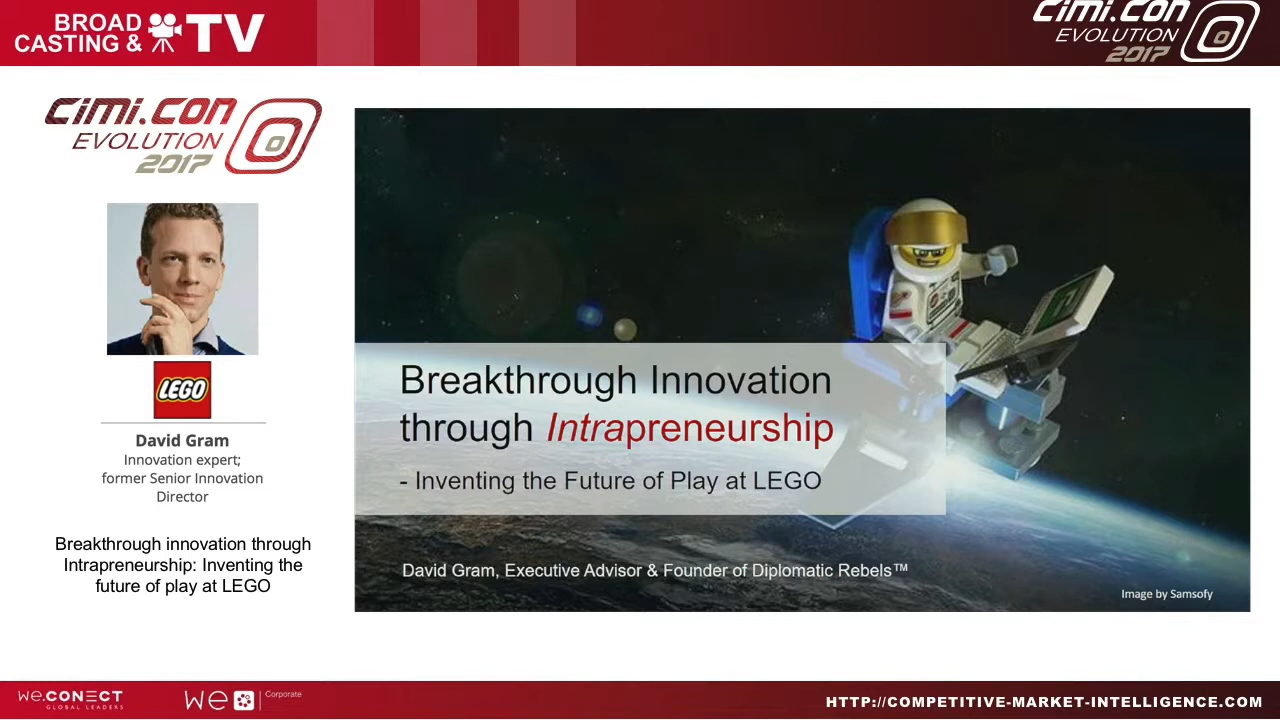 BROAD
CASTING & TV
cimi.con
EVOLUTION
2017
cimi.con
EVOLUTION
2017
LEGO
David Gram
Innovation expert;
former Senior Innovation
Director
Breakthrough innovation through
Intrapreneurship: Inventing the
future of play at LEGO
Breakthrough Innovation
through Intrapreneurship
- Inventing the Future of Play at LEGO
David Gram, Executive Advisor & Founder of Diplomatic Rebels™
Image by Samsofy
we.CONECT
GLOBAL LEADERS
we
Corporate
HTTP://COMPETITIVE-MARKET-INTELLIGENCE.COM